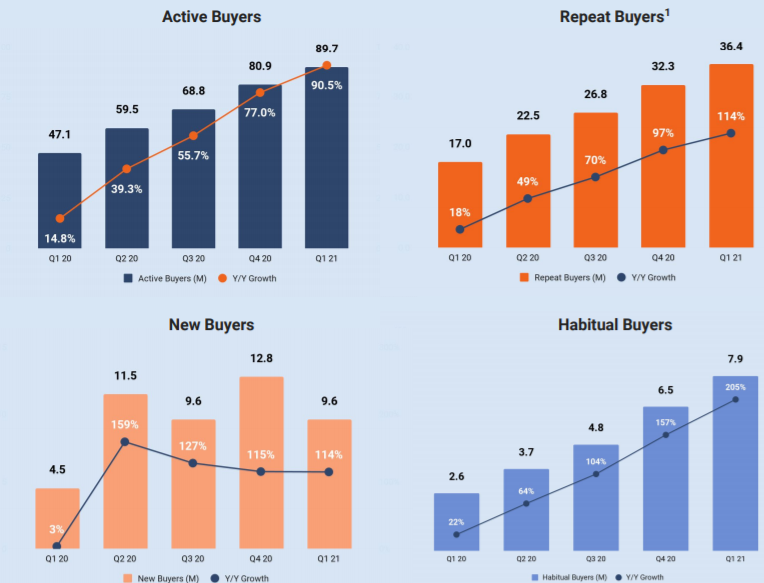 Active Buyers
47.1
59.5
68.8
80.9
89.7
14.8%
39.3%
55.7%
77.0%
90.5%
Q1 20
Q2 20
Q3 20
Q4 20
Q1 21
Active Buyers (M)
Y/Y Growth
Repeat Buyers¹
17.0
22.5
26.8
32.3
36.4
18%
49%
70%
97%
114%
Q1 20
Q2 20
Q3 20
Q4 20
Q1 21
Repeat Buyers (M)
Y/Y Growth
New Buyers
4.5
11.5
9.6
12.8
9.6
3%
159%
127%
115%
114%
Q1 20
Q2 20
Q3 20
Q4 20
Q1 21
New Buyers (M)
Y/Y Growth
Habitual Buyers
2.6
3.7
4.8
6.5
7.9
22%
64%
104%
157%
205%
Q1 20
Q2 20
Q3 20
Q4 20
Q1 21
Habitual Buyers (M)
Y/Y Growth